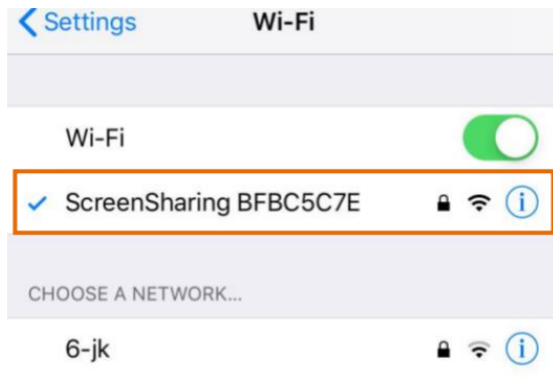 Settings Wi-Fi
Wi-Fi
ScreenSharing BFBC5C7E
CHOOSE A NETWORK...
6-jk